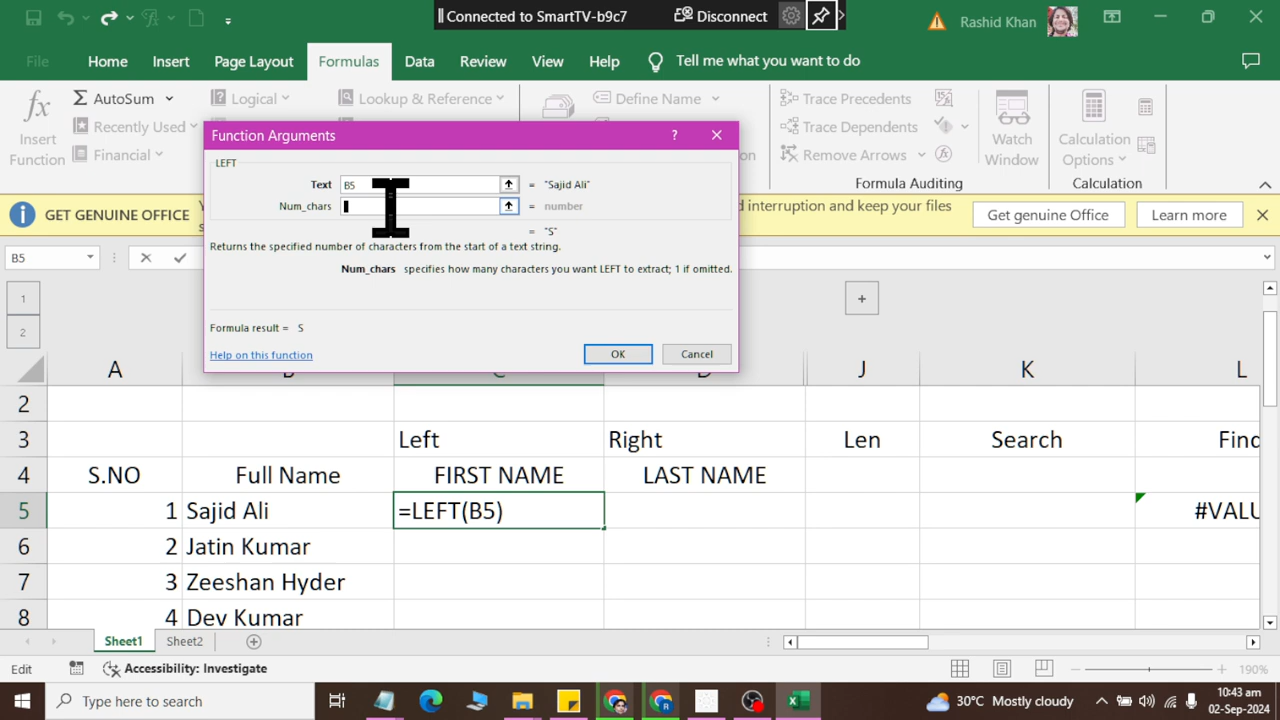 Connected to SmartTV-b9c7 Disconnect
Rashid Khan
File Home Insert Page Layout Formulas Data Review View Help Tell me what you want to do
fx Insert Function
AutoSum
Recently Used
Financial
Logical
Lookup & Reference
Define Name
Trace Precedents
Trace Dependents
Remove Arrows
Watch Window
Calculation Options
Formula Auditing
Calculation
GET GENUINE OFFICE
d interruption and keep your files
Get genuine Office
Learn more
Function Arguments
LEFT
Text B5 = "Sajid Ali"
Num_chars = number
= "S"
Returns the specified number of characters from the start of a text string.
Num_chars specifies how many characters you want LEFT to extract; 1 if omitted.
Formula result = S
Help on this function
OK
Cancel
B5
1
2
A J K L
2
3 Left Right Len Search Find
4 S.NO Full Name FIRST NAME LAST NAME
5 1 Sajid Ali =LEFT(B5) #VALU
6 2 Jatin Kumar
7 3 Zeeshan Hyder
8 4 Dev Kumar
Sheet1 Sheet2
Edit Accessibility: Investigate 190%
Type here to search
30°C Mostly cloudy
10:43 am
02-Sep-2024